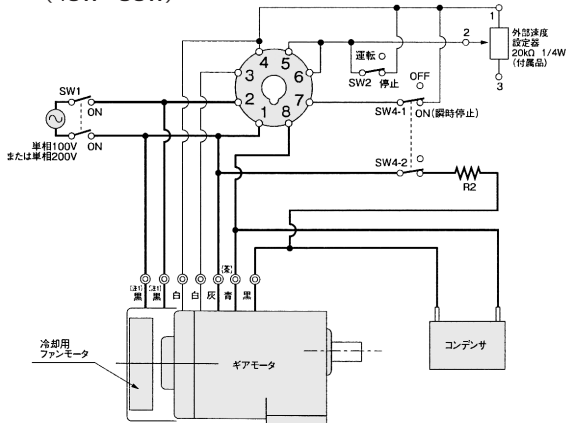 1
外部速度
設定器
20kΩ 1/4W
(付属品)
2
3
運転
SW2 停止
OFF
4 5
3 6
2 7
1 8
SW1
ON
ON
単相100V
または単相200V
SW4-1 ON(瞬時停止)
SW4-2
R2
(注1) (注1)
黒 黒 白 白 灰 青 黒
冷却用
ファンモータ
ギアモータ
コンデンサ